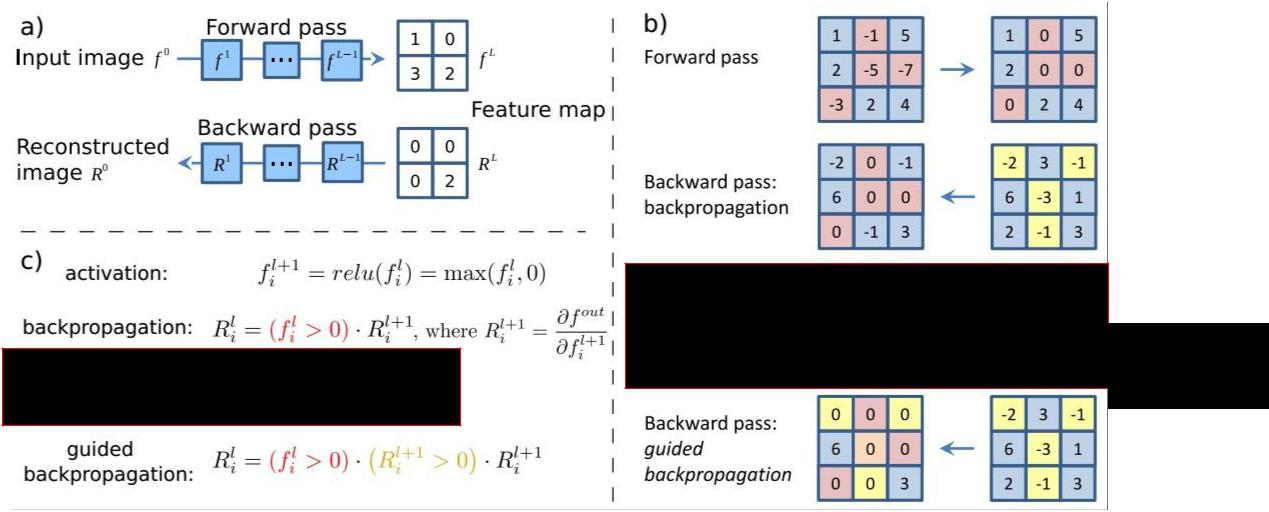 a)
Forward pass
Input image f^0
f^1
...
f^{L-1}
1 0
3 2
f^L
Feature map
Backward pass
Reconstructed
image R^0
R^1
...
R^{L-1}
0 0
0 2
R^L
b)
Forward pass
1 -1 5
2 -5 -7
-3 2 4
1 0 5
2 0 0
0 2 4
Backward pass:
backpropagation
-2 0 -1
6 0 0
0 -1 3
-2 3 -1
6 -3 1
2 -1 3
Backward pass:
guided
backpropagation
0 0 0
6 0 0
0 0 3
-2 3 -1
6 -3 1
2 -1 3
c)
activation: f_i^{l+1} = relu(f_i^l) = max(f_i^l, 0)
backpropagation: R_i^l = (f_i^l > 0) · R_i^{l+1}, where R_i^{l+1} = ∂f^{out} / ∂f_i^{l+1}
guided
backpropagation: R_i^l = (f_i^l > 0) · (R_i^{l+1} > 0) · R_i^{l+1}